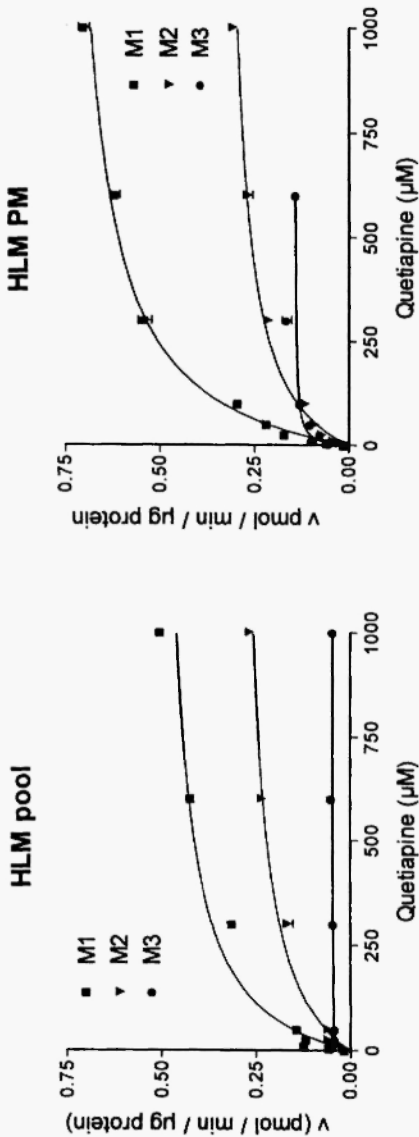 HLM pool
v ( pmol / min / µg protein)
0.75
0.50
0.25
0.00
M1
M2
M3
0
250
500
750
1000
Quetiapine (µM)
HLM PM
v pmol / min / µg protein
0.75
0.50
0.25
0.00
M1
M2
M3
0
250
500
750
1000
Quetiapine (µM)